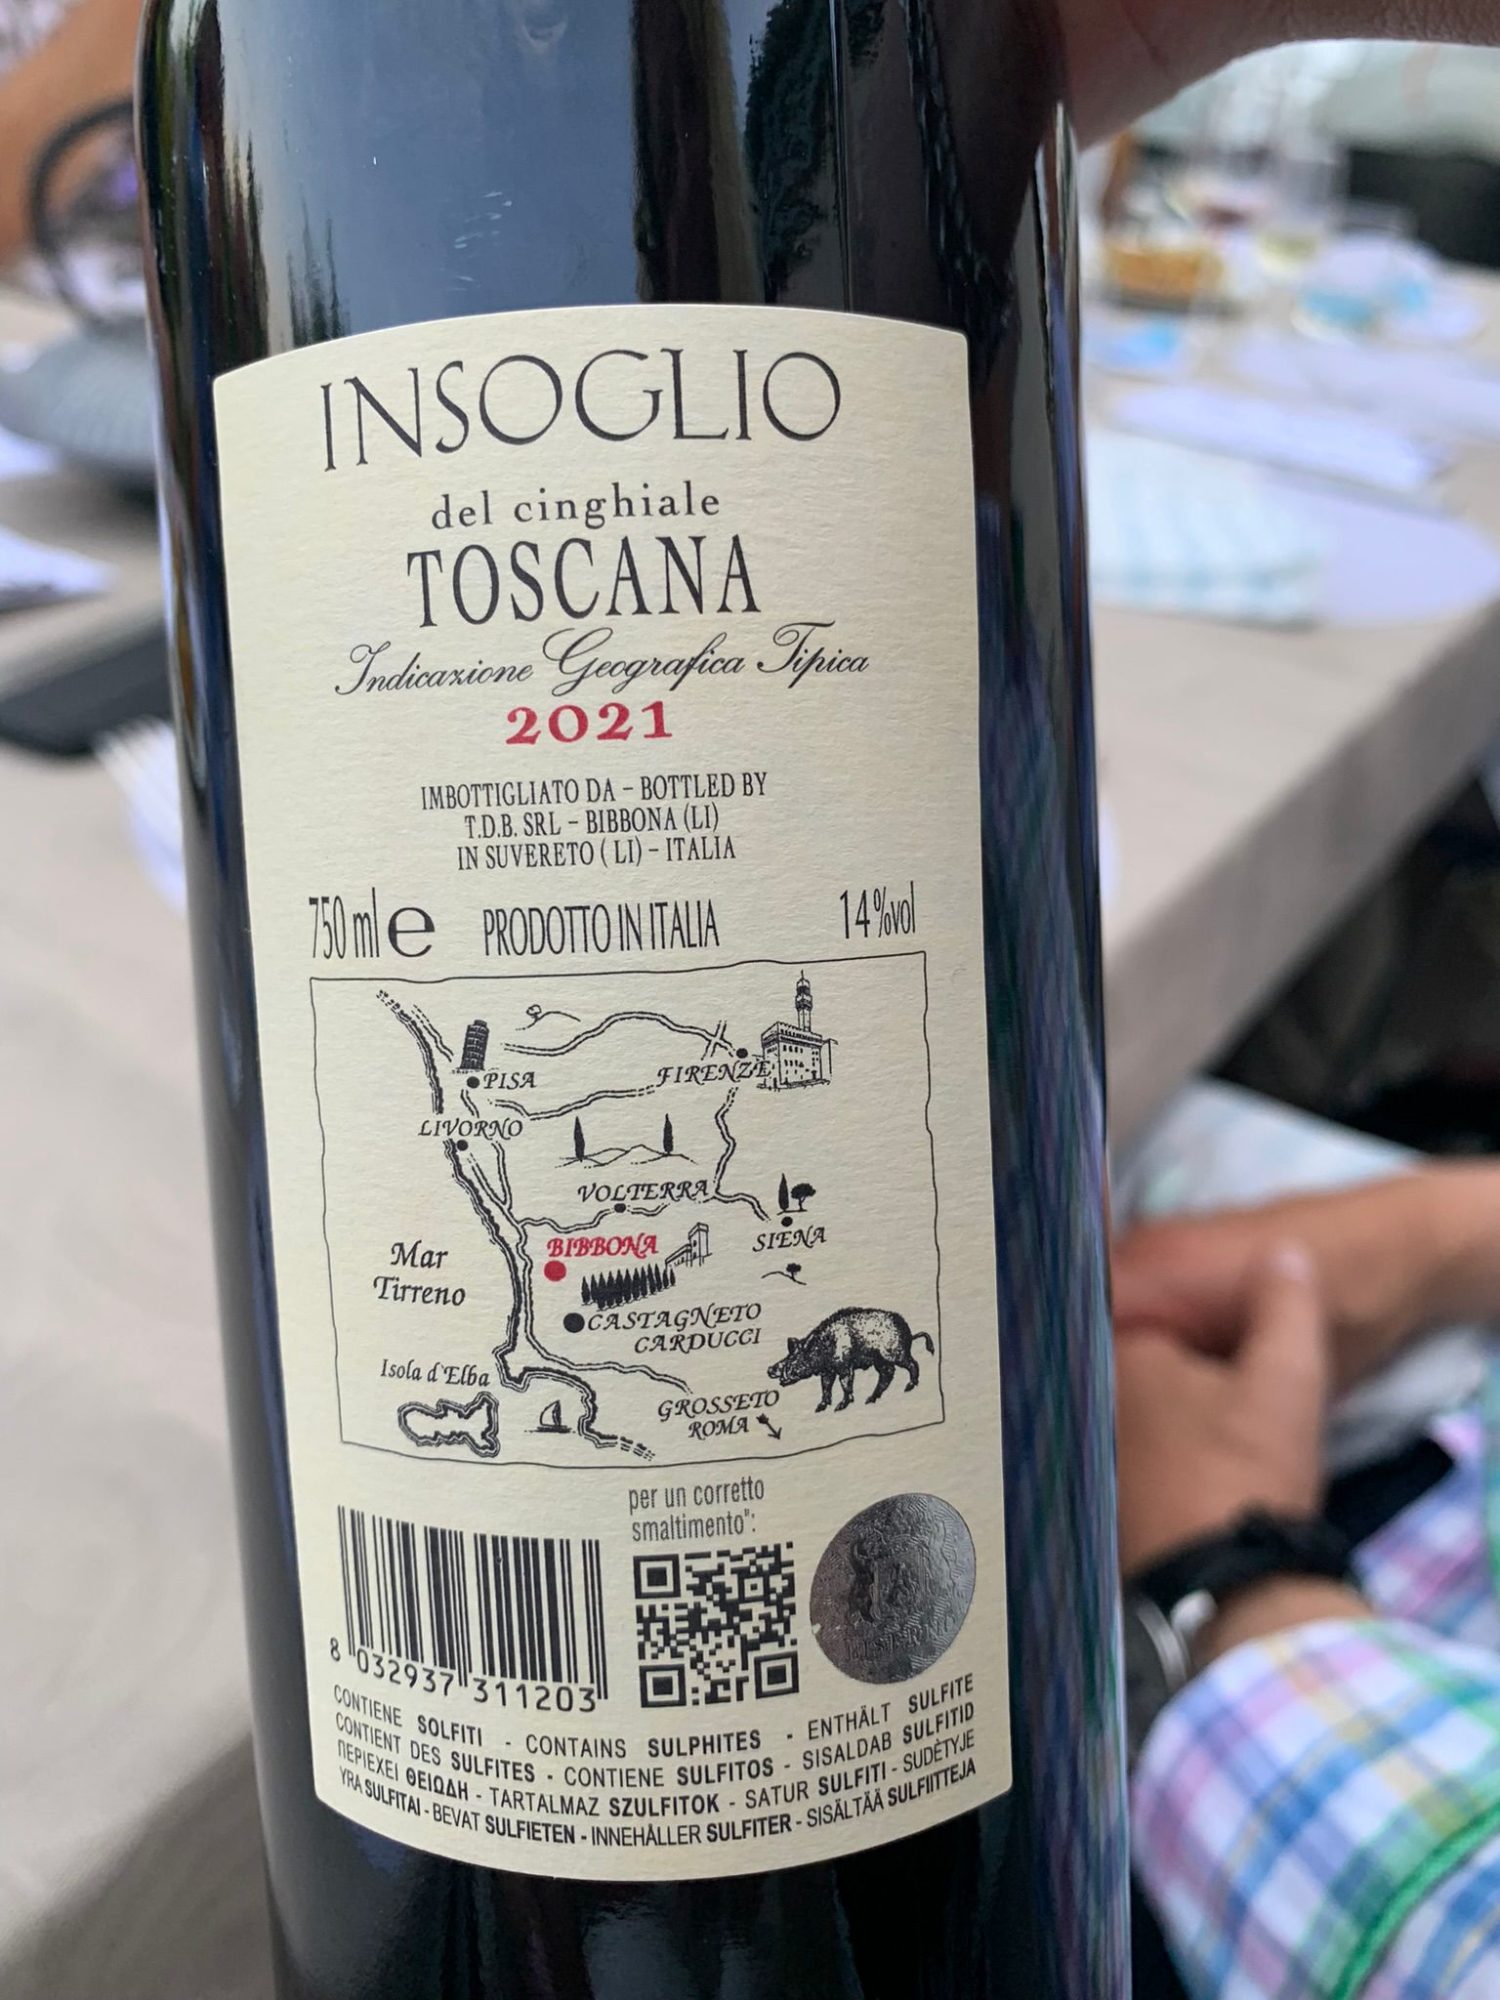 INSOGLIO
del cinghiale
TOSCANA
Indicazione Geografica Tipica
2021
IMBOTTIGLIATO DA – BOTTLED BY
T.D.B. SRL – BIBBONA (LI)
IN SUVERETO ( LI) – ITALIA
750 ml e PRODOTTO IN ITALIA 14%vol
PISA
FIRENZE
LIVORNO
VOLTERRA
SIENA
BIBBONA
Mar
Tirreno
CASTAGNETO
CARDUCCI
Isola d'Elba
GROSSETO
ROMA
per un corretto
smaltimento":
8 032937 311203
CONTIENE SOLFITI - CONTAINS SULPHITES - ENTHÄLT SULFITE
CONTIENT DES SULFITES - CONTIENE SULFITOS - SISALDAB SULFITID
ΠΕΡΙΕΧΕΙ ΘΕΙΩΔΗ - TARTALMAZ SZULFITOK - SATUR SULFITI - SUDĖTYJE
YRA SULFITAI - BEVAT SULFIETEN - INNEHÅLLER SULFITER - SISÄLTÄÄ SULFIITTEJA